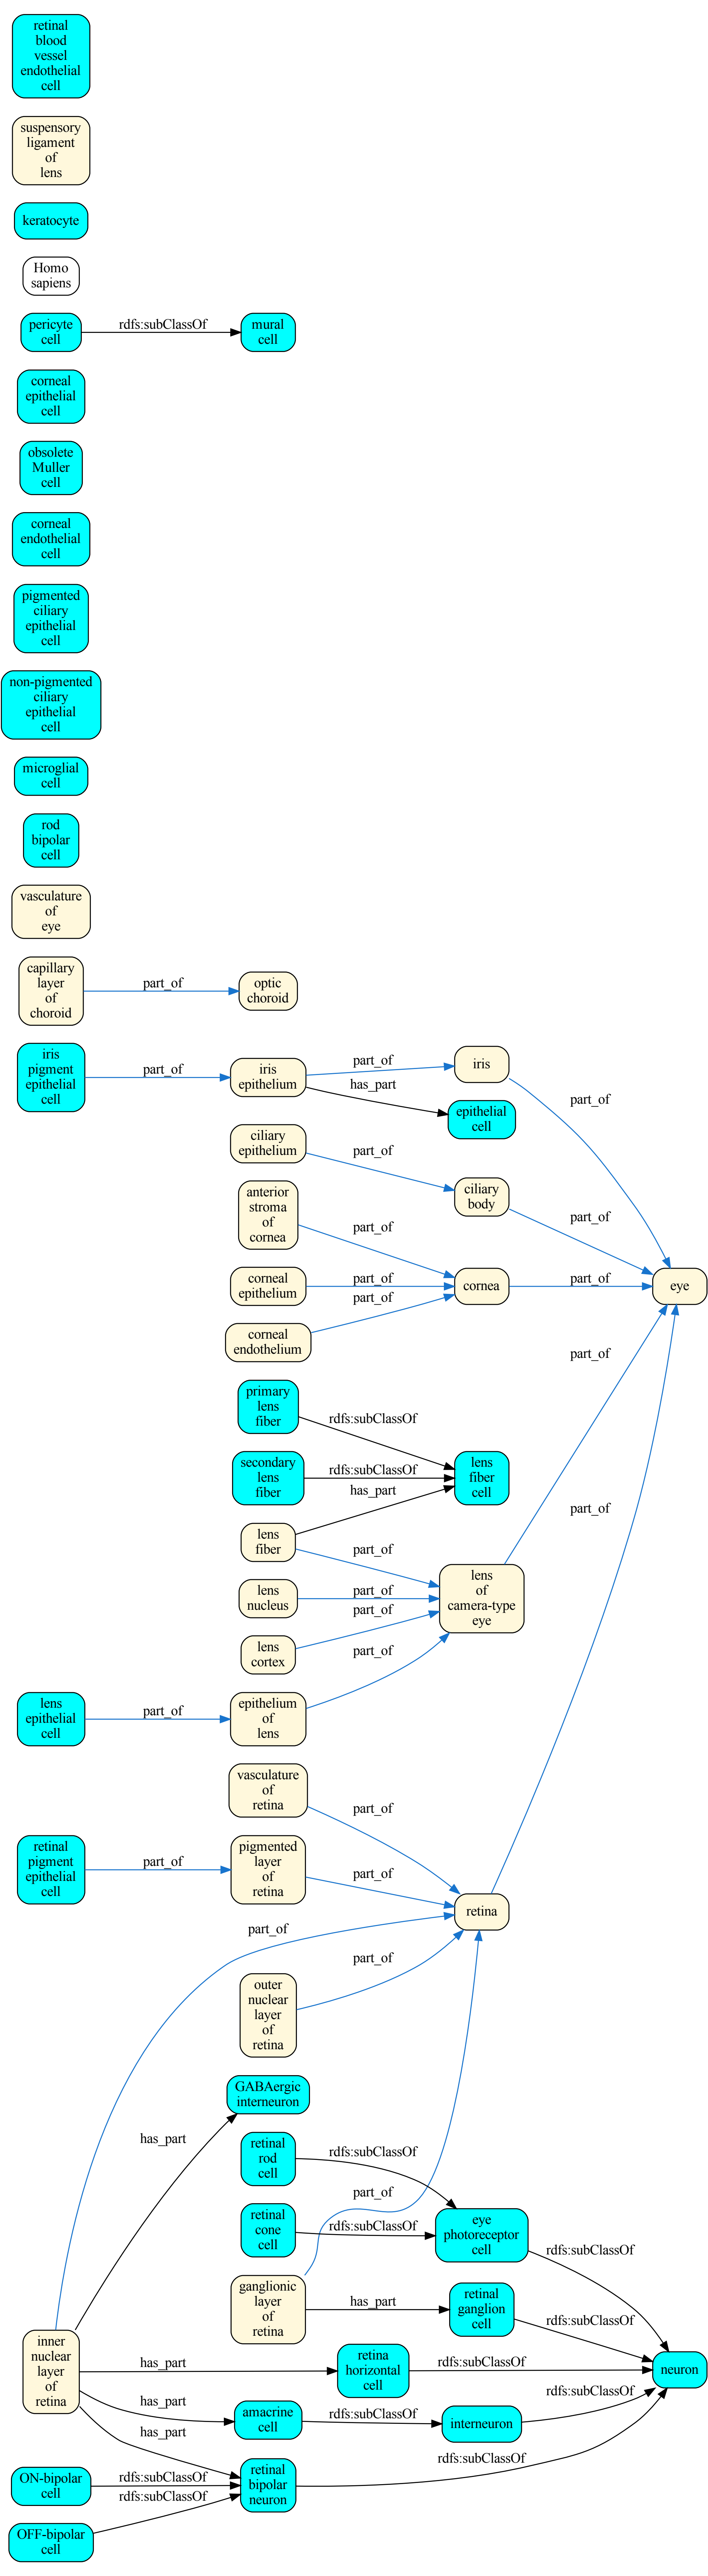 retinal
blood
vessel
endothelial
cell
suspensory
ligament
of
lens
keratocyte
Homo
sapiens
pericyte
cell
rdfs:subClassOf
mural
cell
corneal
epithelial
cell
obsolete
Muller
cell
corneal
endothelial
cell
pigmented
ciliary
epithelial
cell
non-pigmented
ciliary
epithelial
cell
microglial
cell
rod
bipolar
cell
vasculature
of
eye
capillary
layer
of
choroid
part_of
optic
choroid
iris
pigment
epithelial
cell
part_of
iris
epithelium
part_of
has_part
iris
epithelial
cell
part_of
ciliary
epithelium
part_of
ciliary
body
part_of
anterior
stroma
of
cornea
part_of
corneal
epithelium
part_of
cornea
part_of
eye
corneal
endothelium
part_of
part_of
primary
lens
fiber
rdfs:subClassOf
secondary
lens
fiber
rdfs:subClassOf
lens
fiber
cell
has_part
lens
fiber
part_of
part_of
lens
nucleus
part_of
lens
of
camera-type
eye
lens
cortex
part_of
part_of
lens
epithelial
cell
part_of
epithelium
of
lens
vasculature
of
retina
part_of
retinal
pigment
epithelial
cell
part_of
pigmented
layer
of
retina
part_of
retina
part_of
outer
nuclear
layer
of
retina
part_of
GABAergic
interneuron
has_part
retinal
rod
cell
rdfs:subClassOf
part_of
retinal
cone
cell
rdfs:subClassOf
eye
photoreceptor
cell
rdfs:subClassOf
ganglionic
layer
of
retina
has_part
retinal
ganglion
cell
rdfs:subClassOf
inner
nuclear
layer
of
retina
has_part
retina
horizontal
cell
rdfs:subClassOf
neuron
has_part
amacrine
cell
rdfs:subClassOf
interneuron
rdfs:subClassOf
has_part
ON-bipolar
cell
rdfs:subClassOf
retinal
bipolar
neuron
rdfs:subClassOf
OFF-bipolar
cell
rdfs:subClassOf